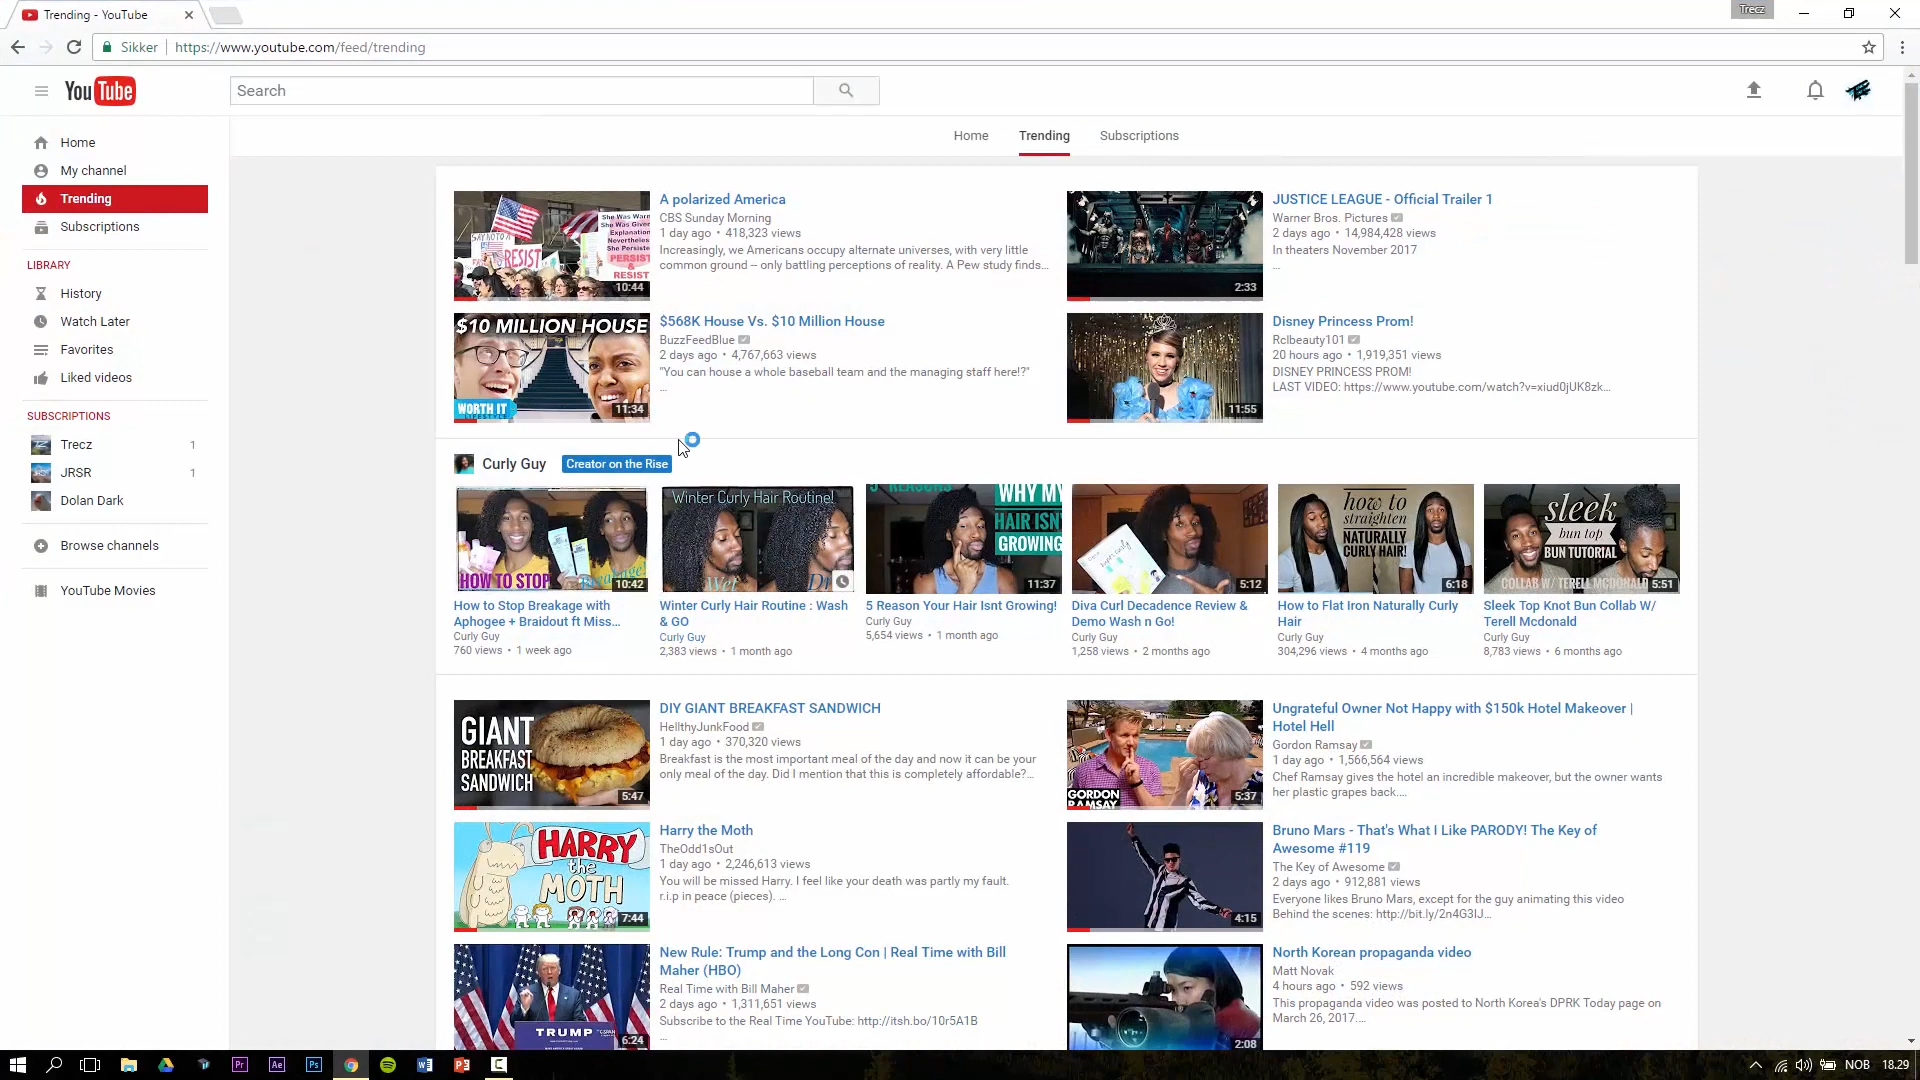 Trending - YouTube
Trecz
Sikker
https://www.youtube.com/feed/trending
YouTube
Search
Home
Trending
Subscriptions
Home
My channel
Trending
Subscriptions
LIBRARY
History
Watch Later
Favorites
Liked videos
SUBSCRIPTIONS
Trecz 1
JRSR 1
Dolan Dark
Browse channels
YouTube Movies
RESIST
PERSIST
&
RESIST
10:44
A polarized America
CBS Sunday Morning
1 day ago • 418,323 views
Increasingly, we Americans occupy alternate universes, with very little
common ground -- only battling perceptions of reality. A Pew study finds...
2:33
JUSTICE LEAGUE - Official Trailer 1
Warner Bros. Pictures
2 days ago • 14,984,428 views
In theaters November 2017
...
$10 MILLION HOUSE
WORTH IT
LIFESTYLE
11:34
$568K House Vs. $10 Million House
BuzzFeedBlue
2 days ago • 4,767,663 views
"You can house a whole baseball team and the managing staff here!?"
...
11:55
Disney Princess Prom!
Rclbeauty101
20 hours ago • 1,919,351 views
DISNEY PRINCESS PROM!
LAST VIDEO: https://www.youtube.com/watch?v=xiud0jUK8zk...
Curly Guy
Creator on the Rise
HOW TO STOP
Breakage!
10:42
How to Stop Breakage with
Aphogee + Braidout ft Miss...
Curly Guy
760 views • 1 week ago
Winter Curly Hair Routine!
Wet
Winter Curly Hair Routine : Wash
& GO
Curly Guy
2,383 views • 1 month ago
5 REASONS
WHY MY
HAIR ISN'T
GROWING
11:37
5 Reason Your Hair Isnt Growing!
Curly Guy
5,654 views • 1 month ago
5:12
Diva Curl Decadence Review &
Demo Wash n Go!
Curly Guy
1,258 views • 2 months ago
how to
straighten
NATURALLY
CURLY HAIR!
6:18
How to Flat Iron Naturally Curly
Hair
Curly Guy
304,296 views • 4 months ago
sleek
bun top
BUN TUTORIAL
COLLAB W/ TERELL MCDONALD
5:51
Sleek Top Knot Bun Collab W/
Terell Mcdonald
Curly Guy
8,783 views • 6 months ago
GIANT
BREAKFAST
SANDWICH
5:47
DIY GIANT BREAKFAST SANDWICH
HellthyJunkFood
1 day ago • 370,320 views
Breakfast is the most important meal of the day and now it can be your
only meal of the day. Did I mention that this is completely affordable?...
GORDON
RAMSAY
5:37
Ungrateful Owner Not Happy with $150k Hotel Makeover |
Hotel Hell
Gordon Ramsay
1 day ago • 1,566,564 views
Chef Ramsay gives the hotel an incredible makeover, but the owner wants
her plastic grapes back....
HARRY
the
MOTH
7:44
Harry the Moth
TheOdd1sOut
1 day ago • 2,246,613 views
You will be missed Harry. I feel like your death was partly my fault.
r.i.p in peace (pieces). ...
4:15
Bruno Mars - That's What I Like PARODY! The Key of
Awesome #119
The Key of Awesome
2 days ago • 912,881 views
Everyone likes Bruno Mars, except for the guy animating this video
Behind the scenes: http://bit.ly/2n4G3IJ...
TRUMP
6:24
New Rule: Trump and the Long Con | Real Time with Bill
Maher (HBO)
Real Time with Bill Maher
2 days ago • 1,311,651 views
Subscribe to the Real Time YouTube: http://itsh.bo/10r5A1B
...
2:08
North Korean propaganda video
Matt Novak
4 hours ago • 592 views
This propaganda video was posted to North Korea's DPRK Today page on
March 26, 2017....
Pr
Ae
Ps
NOB
18.29